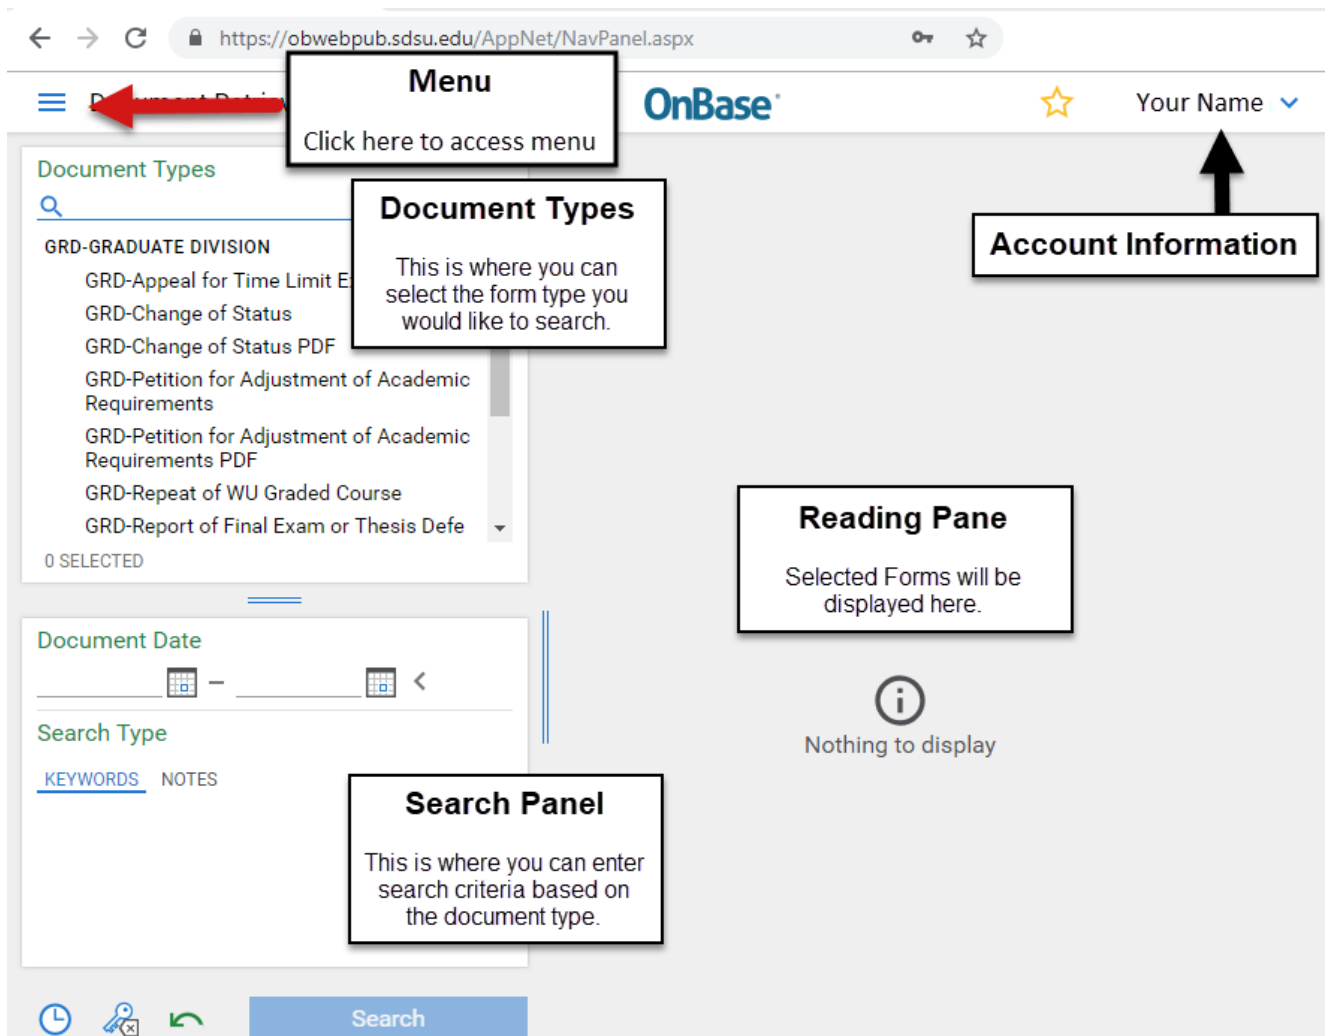 https://obwebpub.sdsu.edu/AppNet/NavPanel.aspx
Menu
Click here to access menu
OnBase
Your Name
Document Types
Document Types
This is where you can
select the form type you
would like to search.
Account Information
GRD-GRADUATE DIVISION
GRD-Appeal for Time Limit
GRD-Change of Status
GRD-Change of Status PDF
GRD-Petition for Adjustment of Academic
Requirements
GRD-Petition for Adjustment of Academic
Requirements PDF
GRD-Repeat of WU Graded Course
GRD-Report of Final Exam or Thesis Defe
0 SELECTED
Reading Pane
Selected Forms will be
displayed here.
Nothing to display
Document Date
Search Type
KEYWORDS NOTES
Search Panel
This is where you can enter
search criteria based on
the document type.
Search